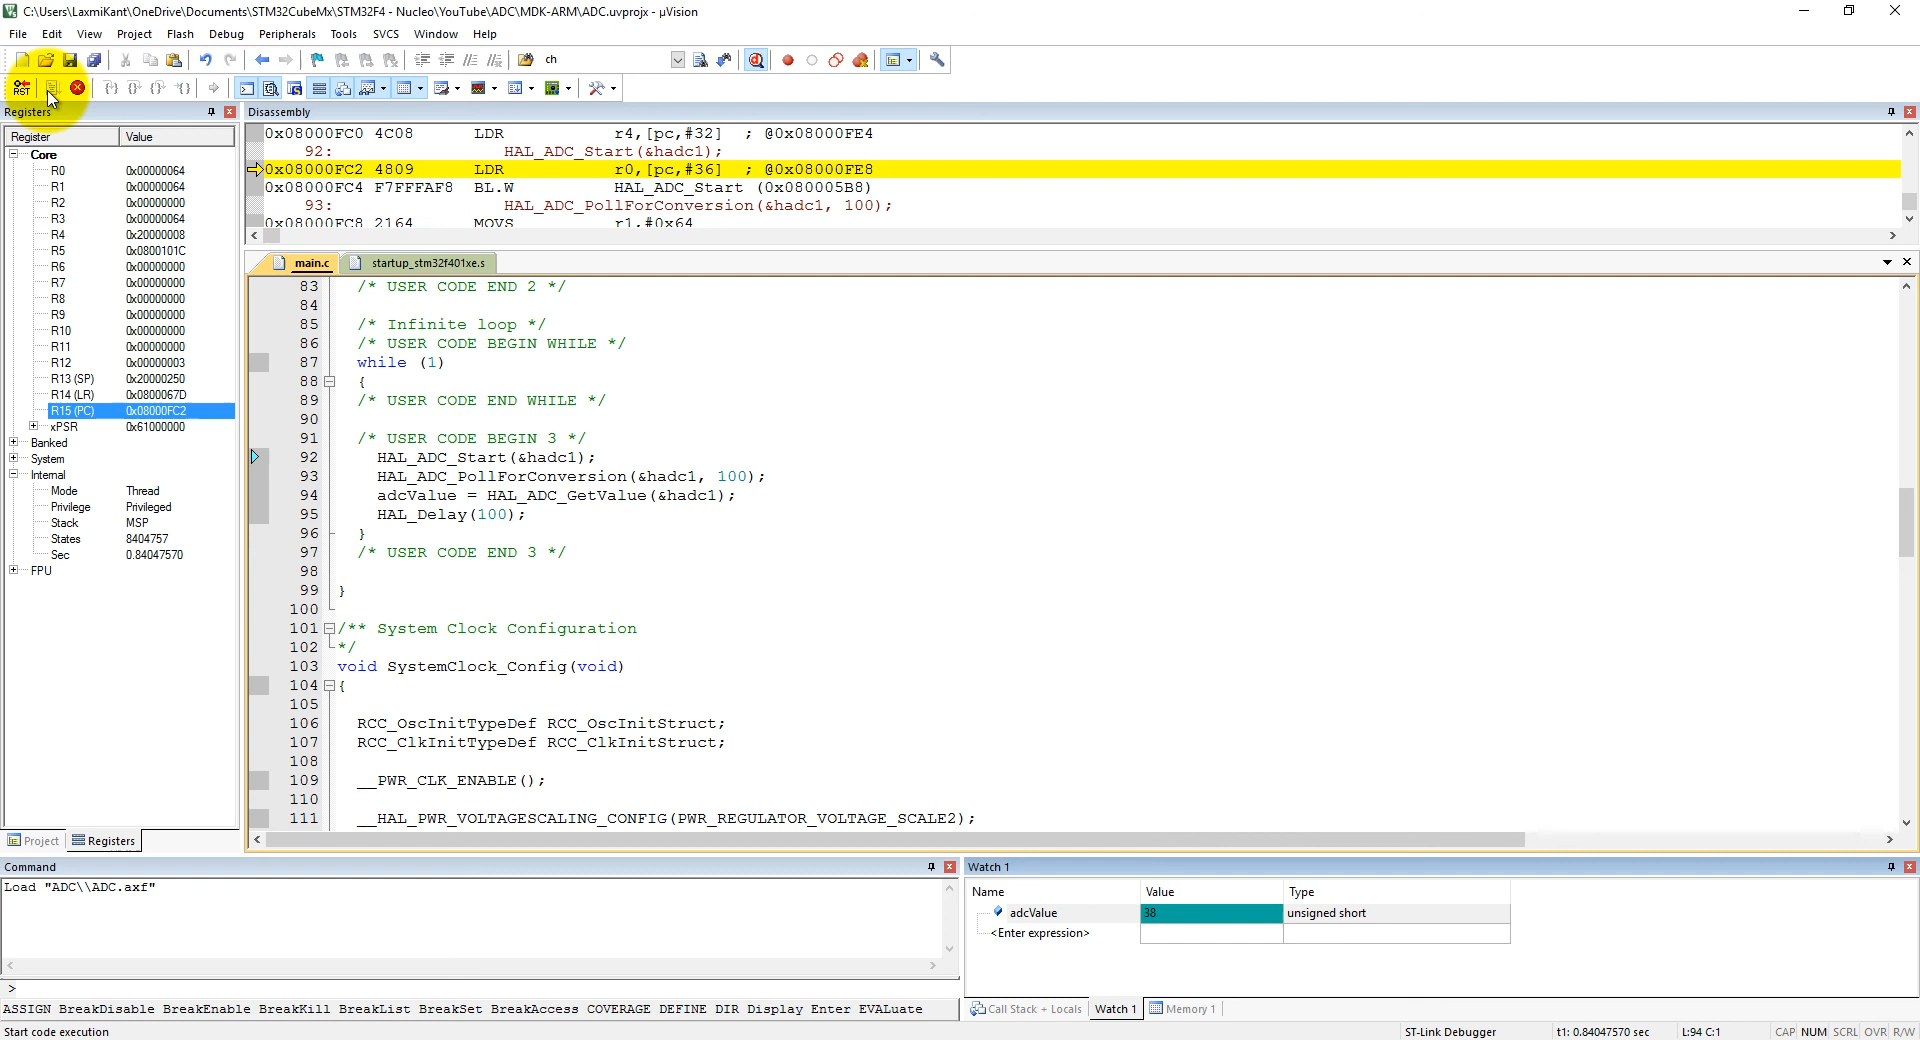 C:\Users\LaxmiKant\OneDrive\Documents\STM32CubeMx\STM32F4 - Nucleo\YouTube\ADC\MDK-ARM\ADC.uvprojx - µVision
File Edit View Project Flash Debug Peripherals Tools SVCS Window Help
ch
RST
Registers
Register Value
Core
R0 0x00000064
R1 0x00000064
R2 0x00000000
R3 0x00000064
R4 0x20000008
R5 0x0800101C
R6 0x00000000
R7 0x00000000
R8 0x00000000
R9 0x00000000
R10 0x00000000
R11 0x00000000
R12 0x00000003
R13 (SP) 0x20000250
R14 (LR) 0x0800067D
R15 (PC) 0x08000FC2
xPSR 0x61000000
Banked
System
Internal
Mode Thread
Privilege Privileged
Stack MSP
States 8404757
Sec 0.84047570
FPU
Project Registers
Disassembly
0x08000FC0 4C08 LDR r4,[pc,#32] ; @0x08000FE4
92: HAL_ADC_Start(&hadc1);
0x08000FC2 4809 LDR r0,[pc,#36] ; @0x08000FE8
0x08000FC4 F7FFFAF8 BL.W HAL_ADC_Start (0x080005B8)
93: HAL_ADC_PollForConversion(&hadc1, 100);
0x08000FC8 2164 MOVS r1,#0x64
main.c startup_stm32f401xe.s
83 /* USER CODE END 2 */
84
85 /* Infinite loop */
86 /* USER CODE BEGIN WHILE */
87 while (1)
88 {
89 /* USER CODE END WHILE */
90
91 /* USER CODE BEGIN 3 */
92 HAL_ADC_Start(&hadc1);
93 HAL_ADC_PollForConversion(&hadc1, 100);
94 adcValue = HAL_ADC_GetValue(&hadc1);
95 HAL_Delay(100);
96 }
97 /* USER CODE END 3 */
98
99 }
100
101 /** System Clock Configuration
102 */
103 void SystemClock_Config(void)
104 {
105
106 RCC_OscInitTypeDef RCC_OscInitStruct;
107 RCC_ClkInitTypeDef RCC_ClkInitStruct;
108
109 __PWR_CLK_ENABLE();
110
111 __HAL_PWR_VOLTAGESCALING_CONFIG(PWR_REGULATOR_VOLTAGE_SCALE2);
Command
Load "ADC\\ADC.axf"
>
ASSIGN BreakDisable BreakEnable BreakKill BreakList BreakSet BreakAccess COVERAGE DEFINE DIR Display Enter EVALuate
Watch 1
Name Value Type
adcValue 38 unsigned short
<Enter expression>
Call Stack + Locals Watch 1 Memory 1
Start code execution ST-Link Debugger t1: 0.84047570 sec L:94 C:1 CAP NUM SCRL OVR R/W